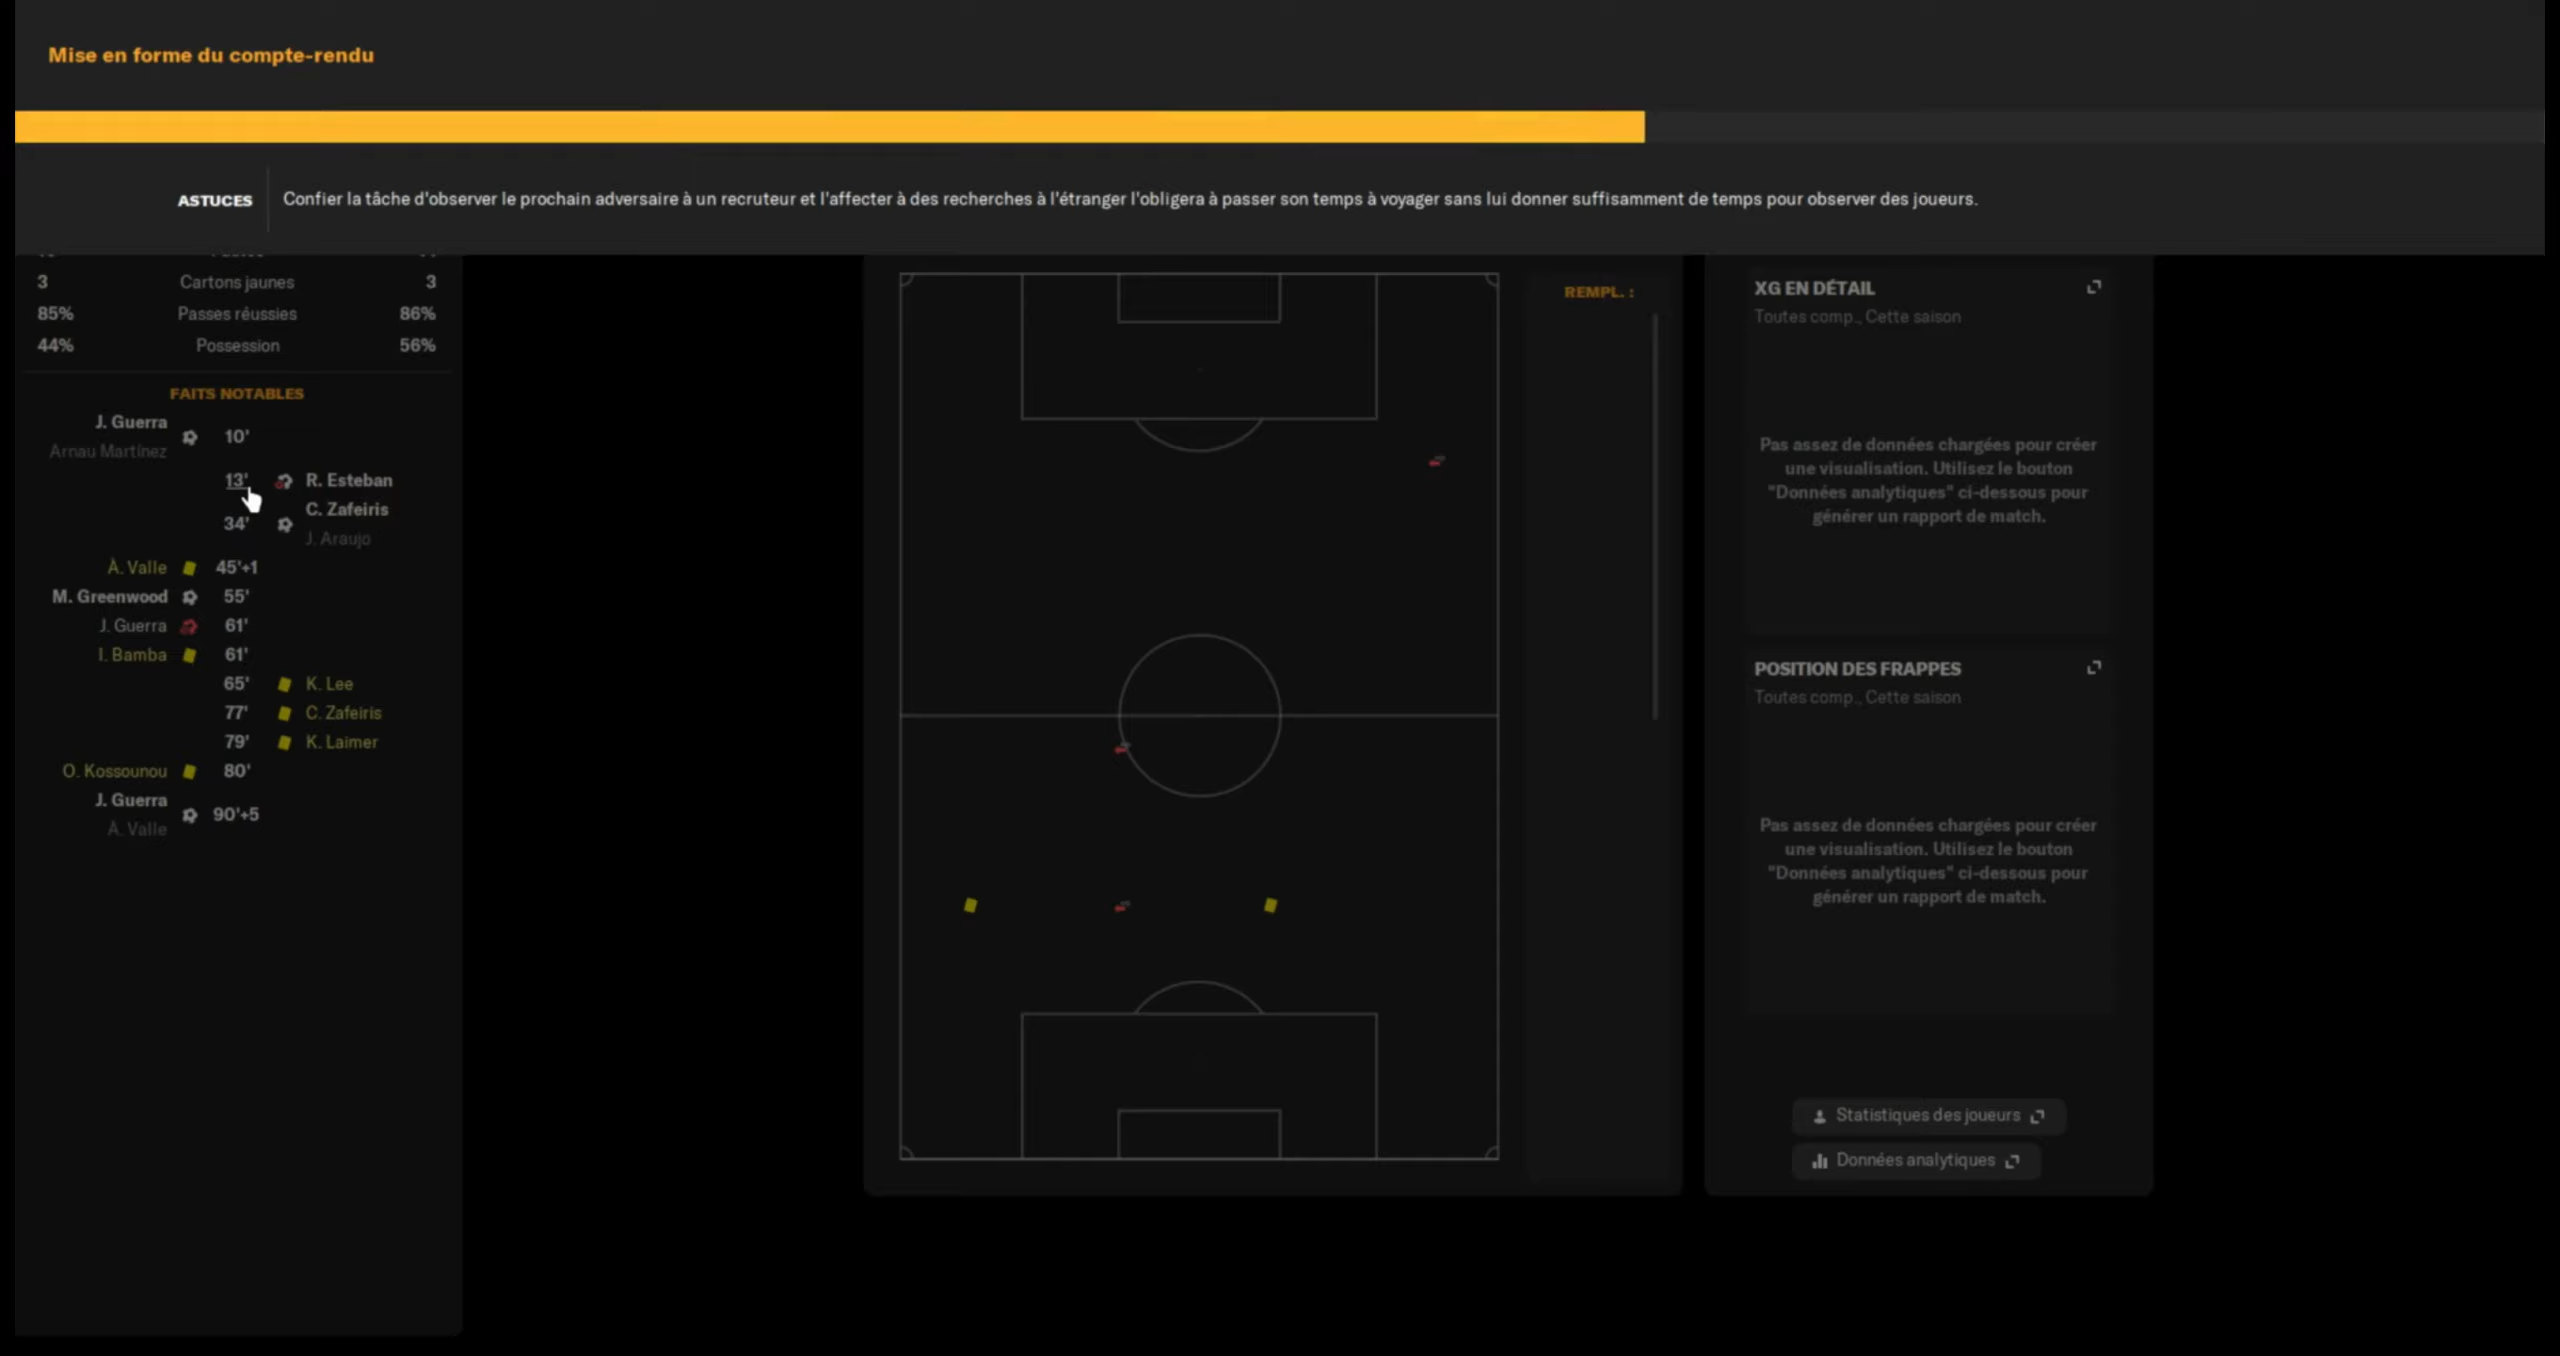 Mise en forme du compte-rendu
ASTUCES Confier la tâche d'observer le prochain adversaire à un recruteur et l'affecter à des recherches à l'étranger l'obligera à passer son temps à voyager sans lui donner suffisamment de temps pour observer des joueurs.
3 Cartons jaunes 3
85% Passes réussies 86%
44% Possession 56%
FAITS NOTABLES
J. Guerra
Arnau Martínez
10'
13' R. Esteban
34'
C. Zafeiris
J. Araujo
À. Valle 45'+1
M. Greenwood 55'
J. Guerra 61'
I. Bamba 61'
65' K. Lee
77' C. Zafeiris
79' K. Laimer
O. Kossounou 80'
J. Guerra
À. Valle
90'+5
REMPL. :
XG EN DÉTAIL
Toutes comp., Cette saison
Pas assez de données chargées pour créer
une visualisation. Utilisez le bouton
"Données analytiques" ci-dessous pour
générer un rapport de match.
POSITION DES FRAPPES
Toutes comp., Cette saison
Pas assez de données chargées pour créer
une visualisation. Utilisez le bouton
"Données analytiques" ci-dessous pour
générer un rapport de match.
Statistiques des joueurs
Données analytiques